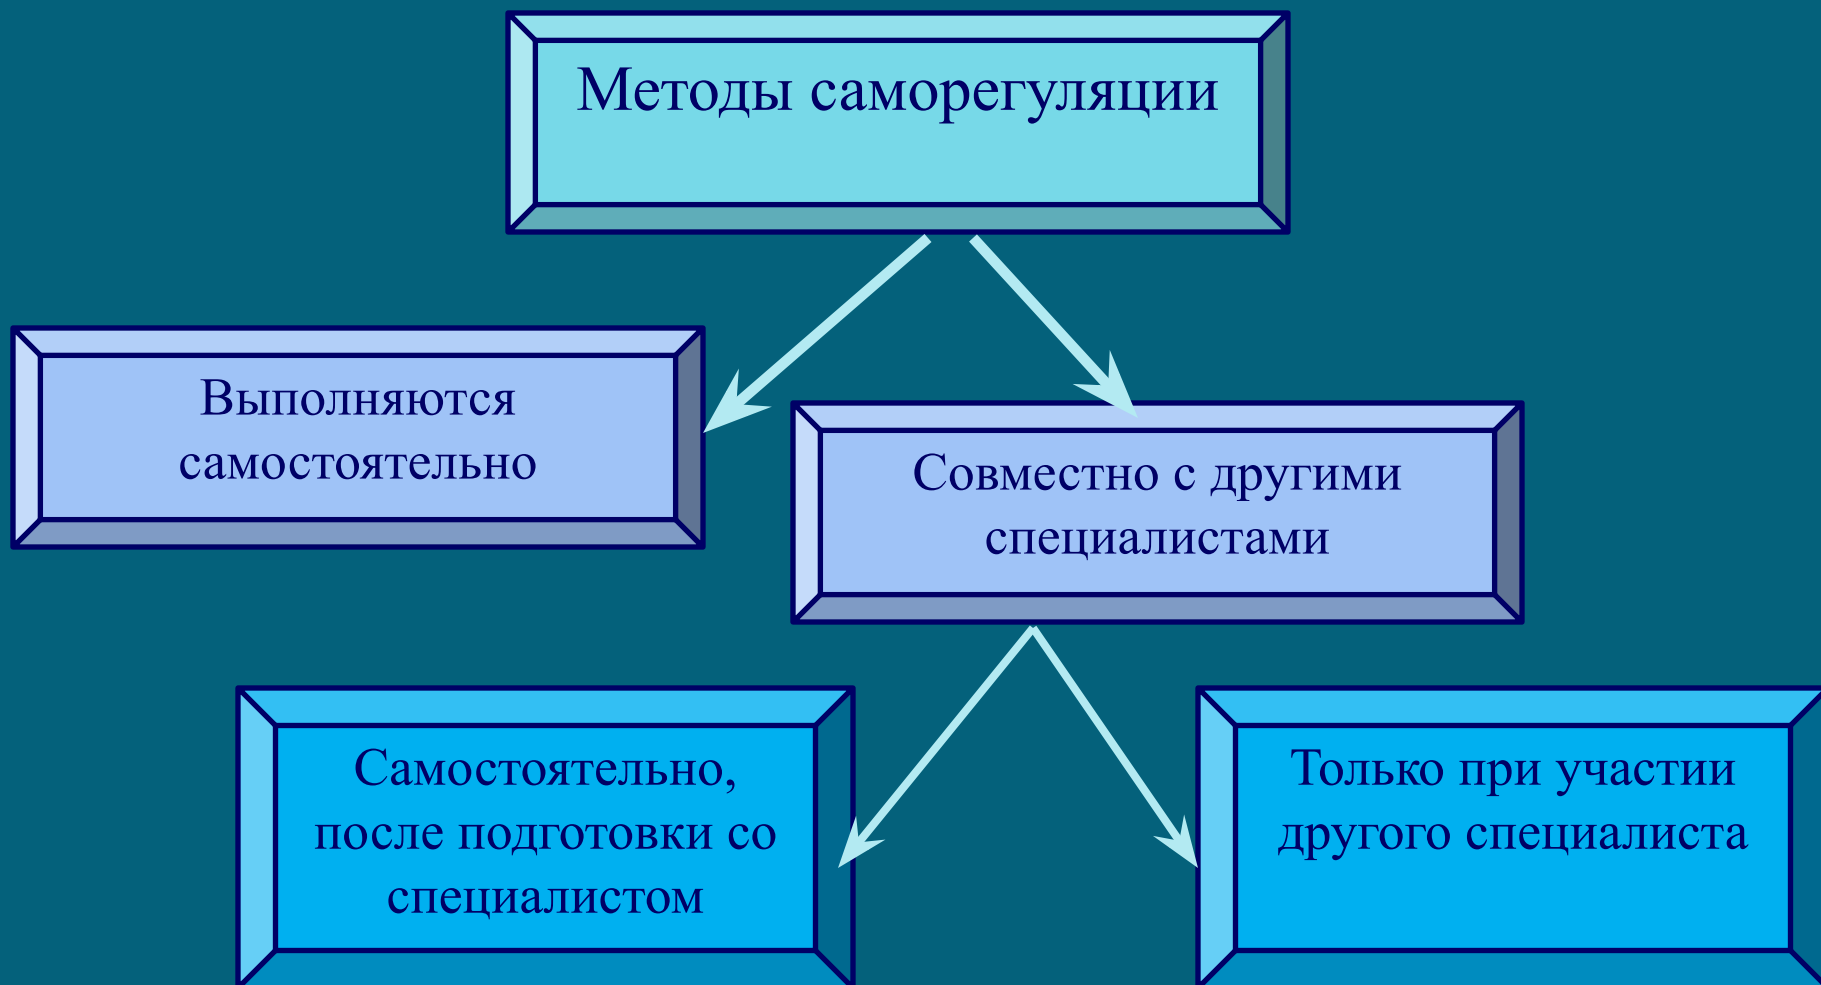 Методы саморегуляции
Выполняются
самостоятельно
Совместно с другими
специалистами
Самостоятельно,
после подготовки со
специалистом
Только при участии
другого специалиста